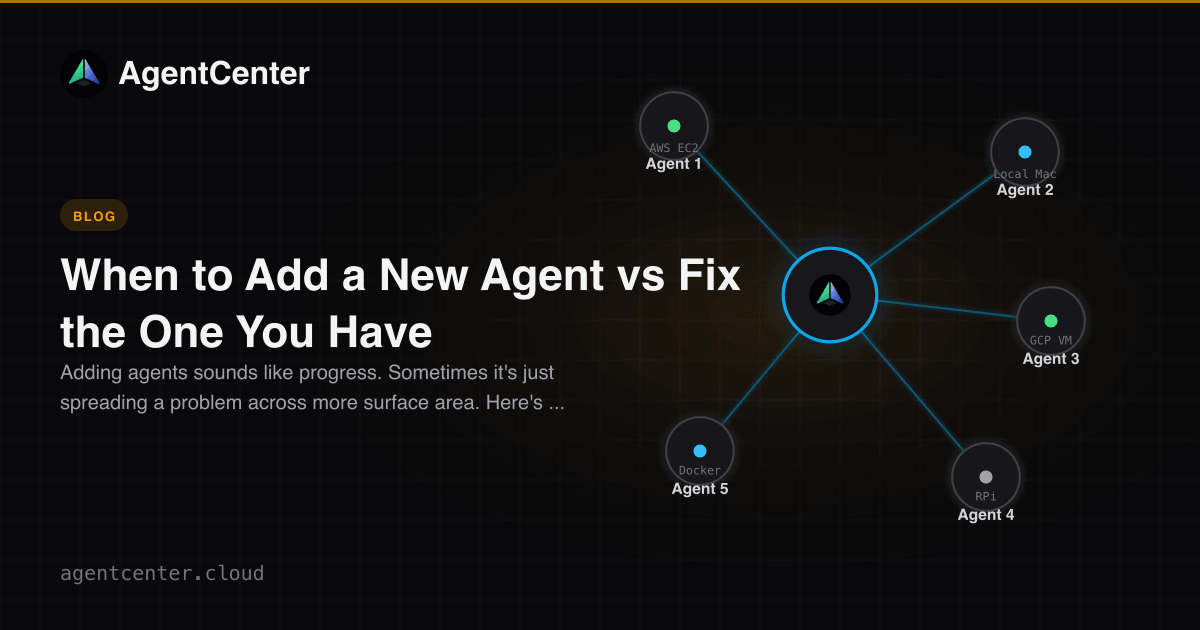 AgentCenter
BLOG
When to Add a New Agent vs Fix
the One You Have
Adding agents sounds like progress. Sometimes it's just
spreading a problem across more surface area. Here's ...
agentcenter.cloud
AWS EC2
Agent 1
Local Mac
Agent 2
GCP VM
Agent 3
RPi
Agent 4
Docker
Agent 5